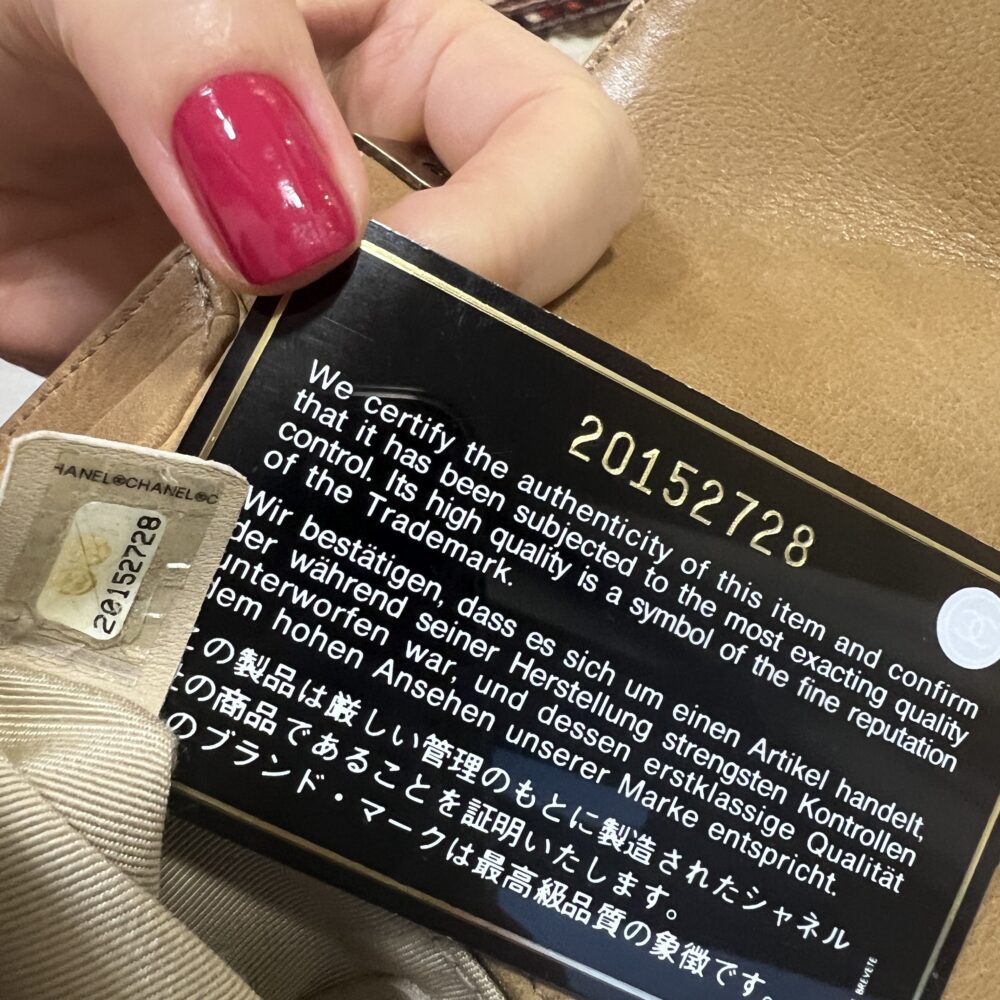 20152728
We certify the authenticity of this item and confirm
that it has been subjected to the most exacting quality
control. Its high quality is a symbol of the fine reputation
of the Trademark.
Wir bestätigen, dass es sich um einen Artikel handelt,
der während seiner Herstellung strengsten Kontrollen
unterworfen war, und dessen erstklassige Qualität
dem hohen Ansehen unserer Marke entspricht.
この製品は厳しい管理のもとに製造されたシャネル
の商品であることを証明いたします。
のブランド・マークは最高級品質の象徴です。
BREVETE
HANEL©CHANEL©C
20152728